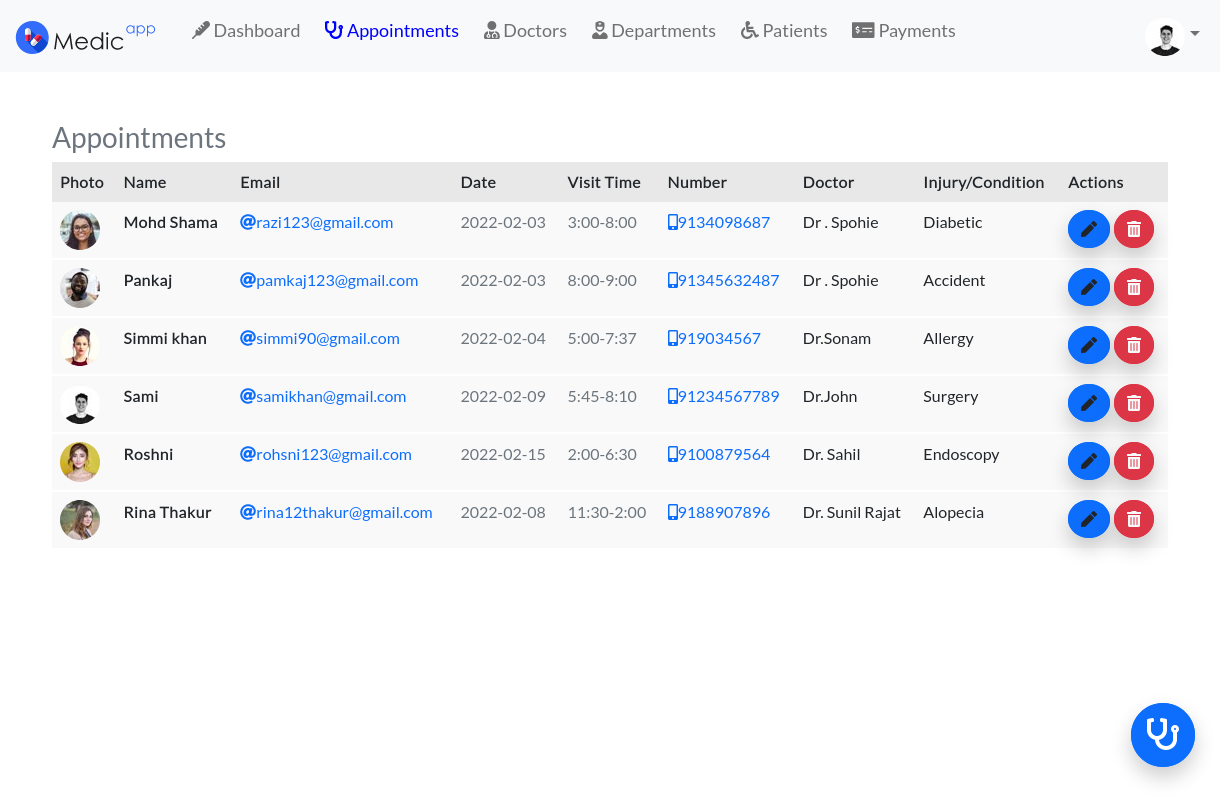 Medic app Dashboard Appointments Doctors Departments Patients Payments
Appointments
Photo Name Email Date Visit Time Number Doctor Injury/Condition Actions
Mohd Shama @razi123@gmail.com 2022-02-03 3:00-8:00 9134098687 Dr . Spohie Diabetic
Pankaj @pamkaj123@gmail.com 2022-02-03 8:00-9:00 91345632487 Dr . Spohie Accident
Simmi khan @simmi90@gmail.com 2022-02-04 5:00-7:37 919034567 Dr.Sonam Allergy
Sami @samikhan@gmail.com 2022-02-09 5:45-8:10 91234567789 Dr.John Surgery
Roshni @rohsni123@gmail.com 2022-02-15 2:00-6:30 9100879564 Dr. Sahil Endoscopy
Rina Thakur @rina12thakur@gmail.com 2022-02-08 11:30-2:00 9188907896 Dr. Sunil Rajat Alopecia